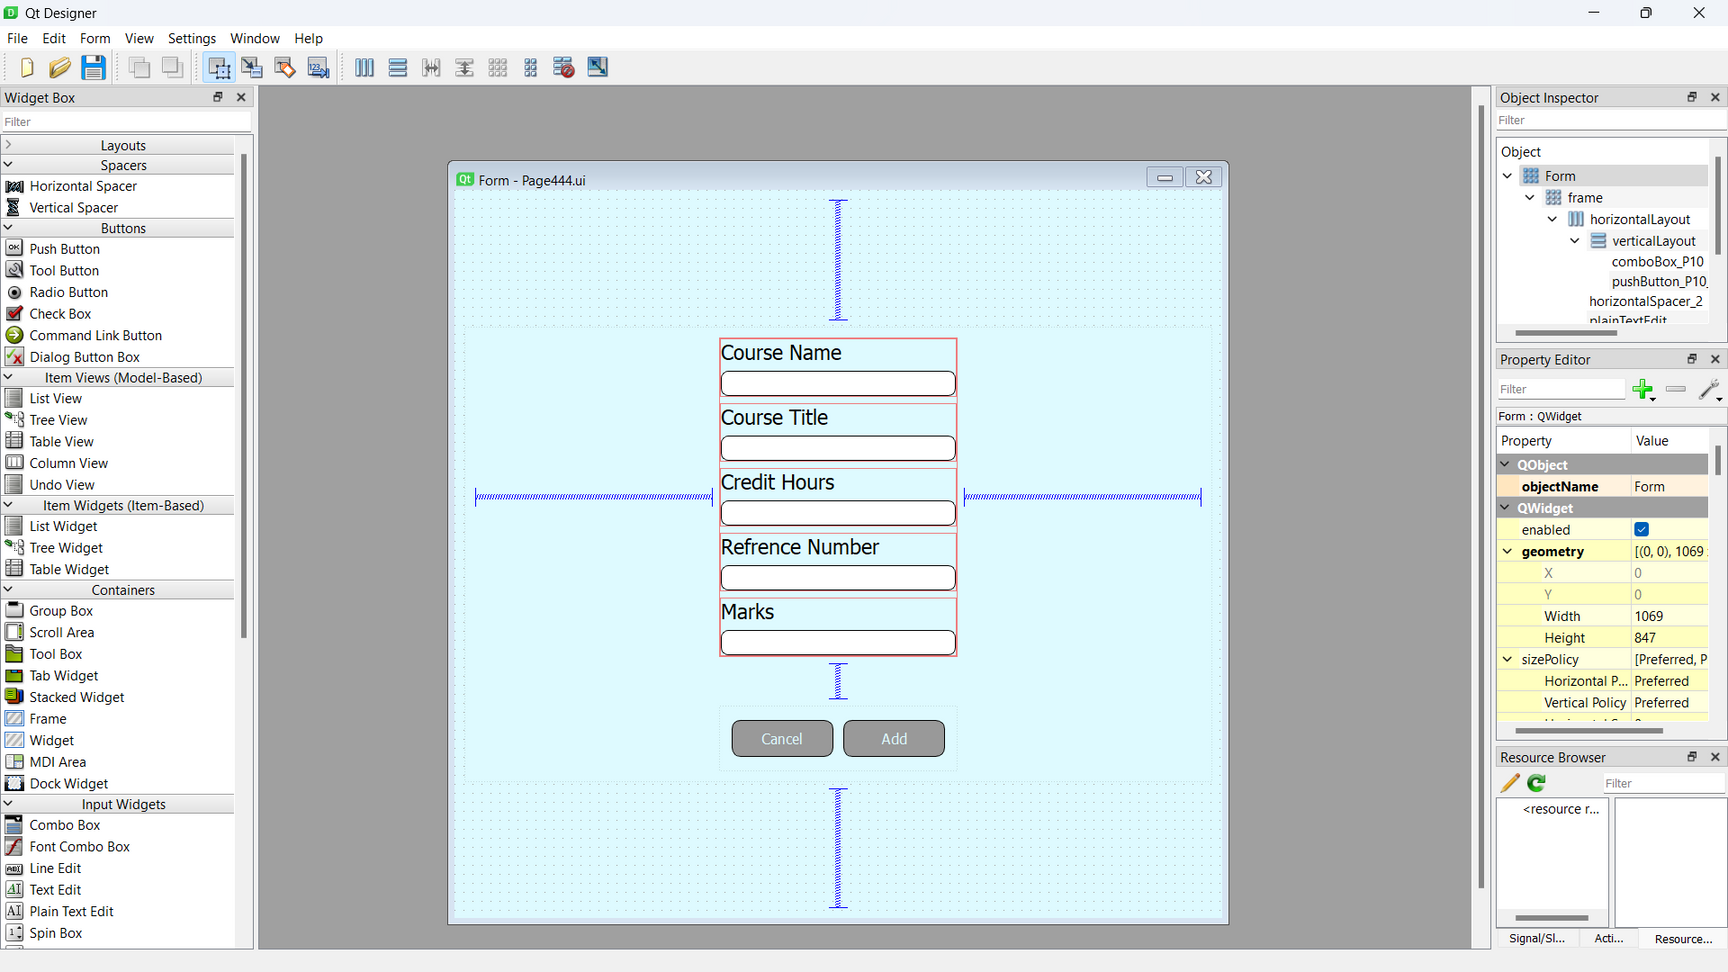 Qt Designer
File Edit Form View Settings Window Help
Widget Box
Filter
Layouts
Spacers
Horizontal Spacer
Vertical Spacer
Buttons
Push Button
Tool Button
Radio Button
Check Box
Command Link Button
Dialog Button Box
Item Views (Model-Based)
List View
Tree View
Table View
Column View
Undo View
Item Widgets (Item-Based)
List Widget
Tree Widget
Table Widget
Containers
Group Box
Scroll Area
Tool Box
Tab Widget
Stacked Widget
Frame
Widget
MDI Area
Dock Widget
Input Widgets
Combo Box
Font Combo Box
Line Edit
Text Edit
Plain Text Edit
Spin Box
Form - Page444.ui
Course Name
Course Title
Credit Hours
Refrence Number
Marks
Cancel Add
Object Inspector
Filter
Object
Form
frame
horizontalLayout
verticalLayout
comboBox_P10
pushButton_P10_
horizontalSpacer_2
plainTextEdit
Property Editor
Filter
Form : QWidget
Property Value
QObject
objectName Form
QWidget
enabled
geometry [(0, 0), 1069
X 0
Y 0
Width 1069
Height 847
sizePolicy [Preferred, P
Horizontal P... Preferred
Vertical Policy Preferred
Resource Browser
Filter
<resource r...
Signal/Sl... Acti... Resource...